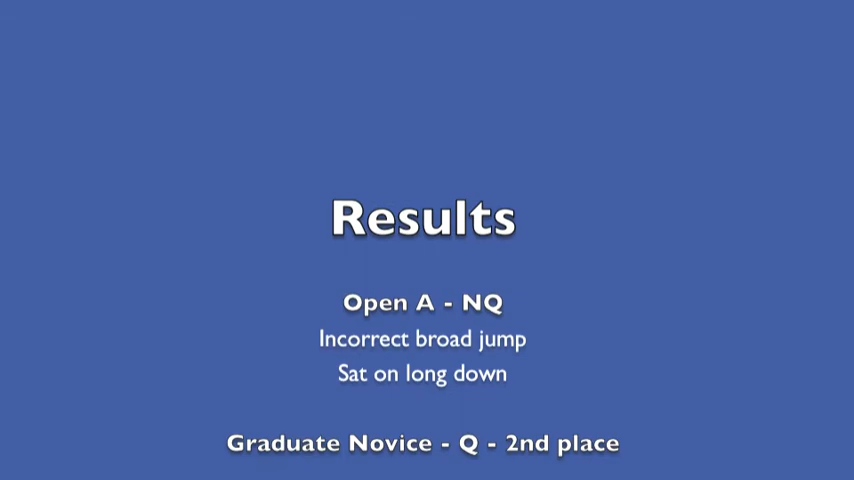 Results
Open A - NQ
Incorrect broad jump
Sat on long down
Graduate Novice - Q - 2nd place